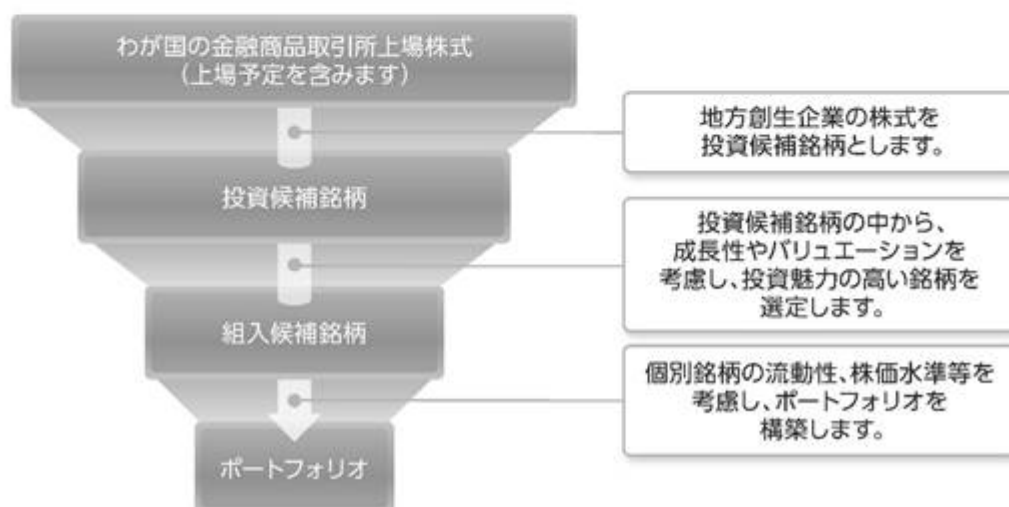 わが国の金融商品取引所上場株式
（上場予定を含みます）
地方創生企業の株式を
投資候補銘柄とします。
投資候補銘柄
投資候補銘柄の中から、
成長性やバリュエーションを
考慮し、投資魅力の高い銘柄を
選定します。
組入候補銘柄
個別銘柄の流動性、株価水準等を
考慮し、ポートフォリオを
構築します。
ポートフォリオ